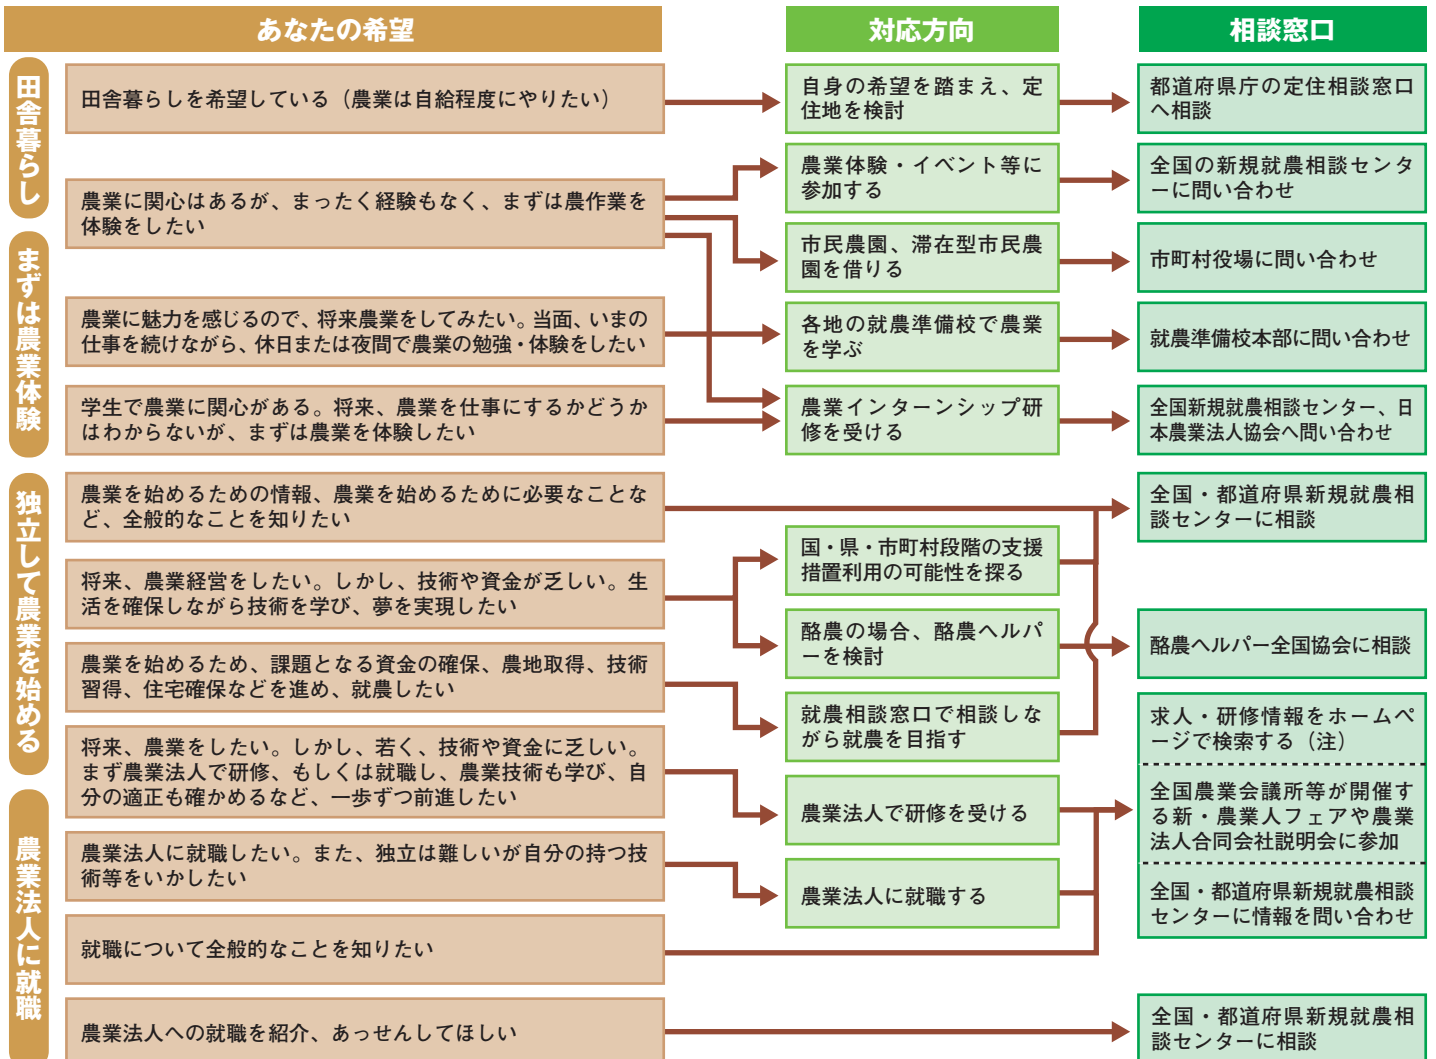 あなたの希望
対応方向
相談窓口
田舎暮らし
田舎暮らしを希望している（農業は自給程度にやりたい）
自身の希望を踏まえ、定
住地を検討
都道府県庁の定住相談窓口
へ相談
農業に関心はあるが、まったく経験もなく、まずは農作業を
体験をしたい
農業体験・イベント等に
参加する
全国の新規就農相談センタ
ーに問い合わせ
市民農園、滞在型市民農
園を借りる
市町村役場に問い合わせ
まずは農業体験
農業に魅力を感じるので、将来農業をしてみたい。当面、いまの
仕事を続けながら、休日または夜間で農業の勉強・体験をしたい
各地の就農準備校で農業
を学ぶ
就農準備校本部に問い合わせ
学生で農業に関心がある。将来、農業を仕事にするかどうか
はわからないが、まずは農業を体験したい
農業インターンシップ研
修を受ける
全国新規就農相談センター、日
本農業法人協会へ問い合わせ
独立して農業を始める
農業を始めるための情報、農業を始めるために必要なことな
ど、全般的なことを知りたい
全国・都道府県新規就農相
談センターに相談
将来、農業経営をしたい。しかし、技術や資金が乏しい。生
活を確保しながら技術を学び、夢を実現したい
国・県・市町村段階の支援
措置利用の可能性を探る
酪農の場合、酪農ヘルパ
ーを検討
酪農ヘルパー全国協会に相談
農業を始めるため、課題となる資金の確保、農地取得、技術
習得、住宅確保などを進め、就農したい
就農相談窓口で相談しな
がら就農を目指す
将来、農業をしたい。しかし、若く、技術や資金に乏しい。
まず農業法人で研修、もしくは就職し、農業技術も学び、自
分の適正も確かめるなど、一歩ずつ前進したい
農業法人で研修を受ける
求人・研修情報をホームペ
ージで検索する（注）
全国農業会議所等が開催す
る新・農業人フェアや農業
法人合同会社説明会に参加
全国・都道府県新規就農相談
センターに情報を問い合わせ
農業法人に就職
農業法人に就職したい。また、独立は難しいが自分の持つ技
術等をいかしたい
農業法人に就職する
就職について全般的なことを知りたい
農業法人への就職を紹介、あっせんしてほしい
全国・都道府県新規就農相
談センターに相談